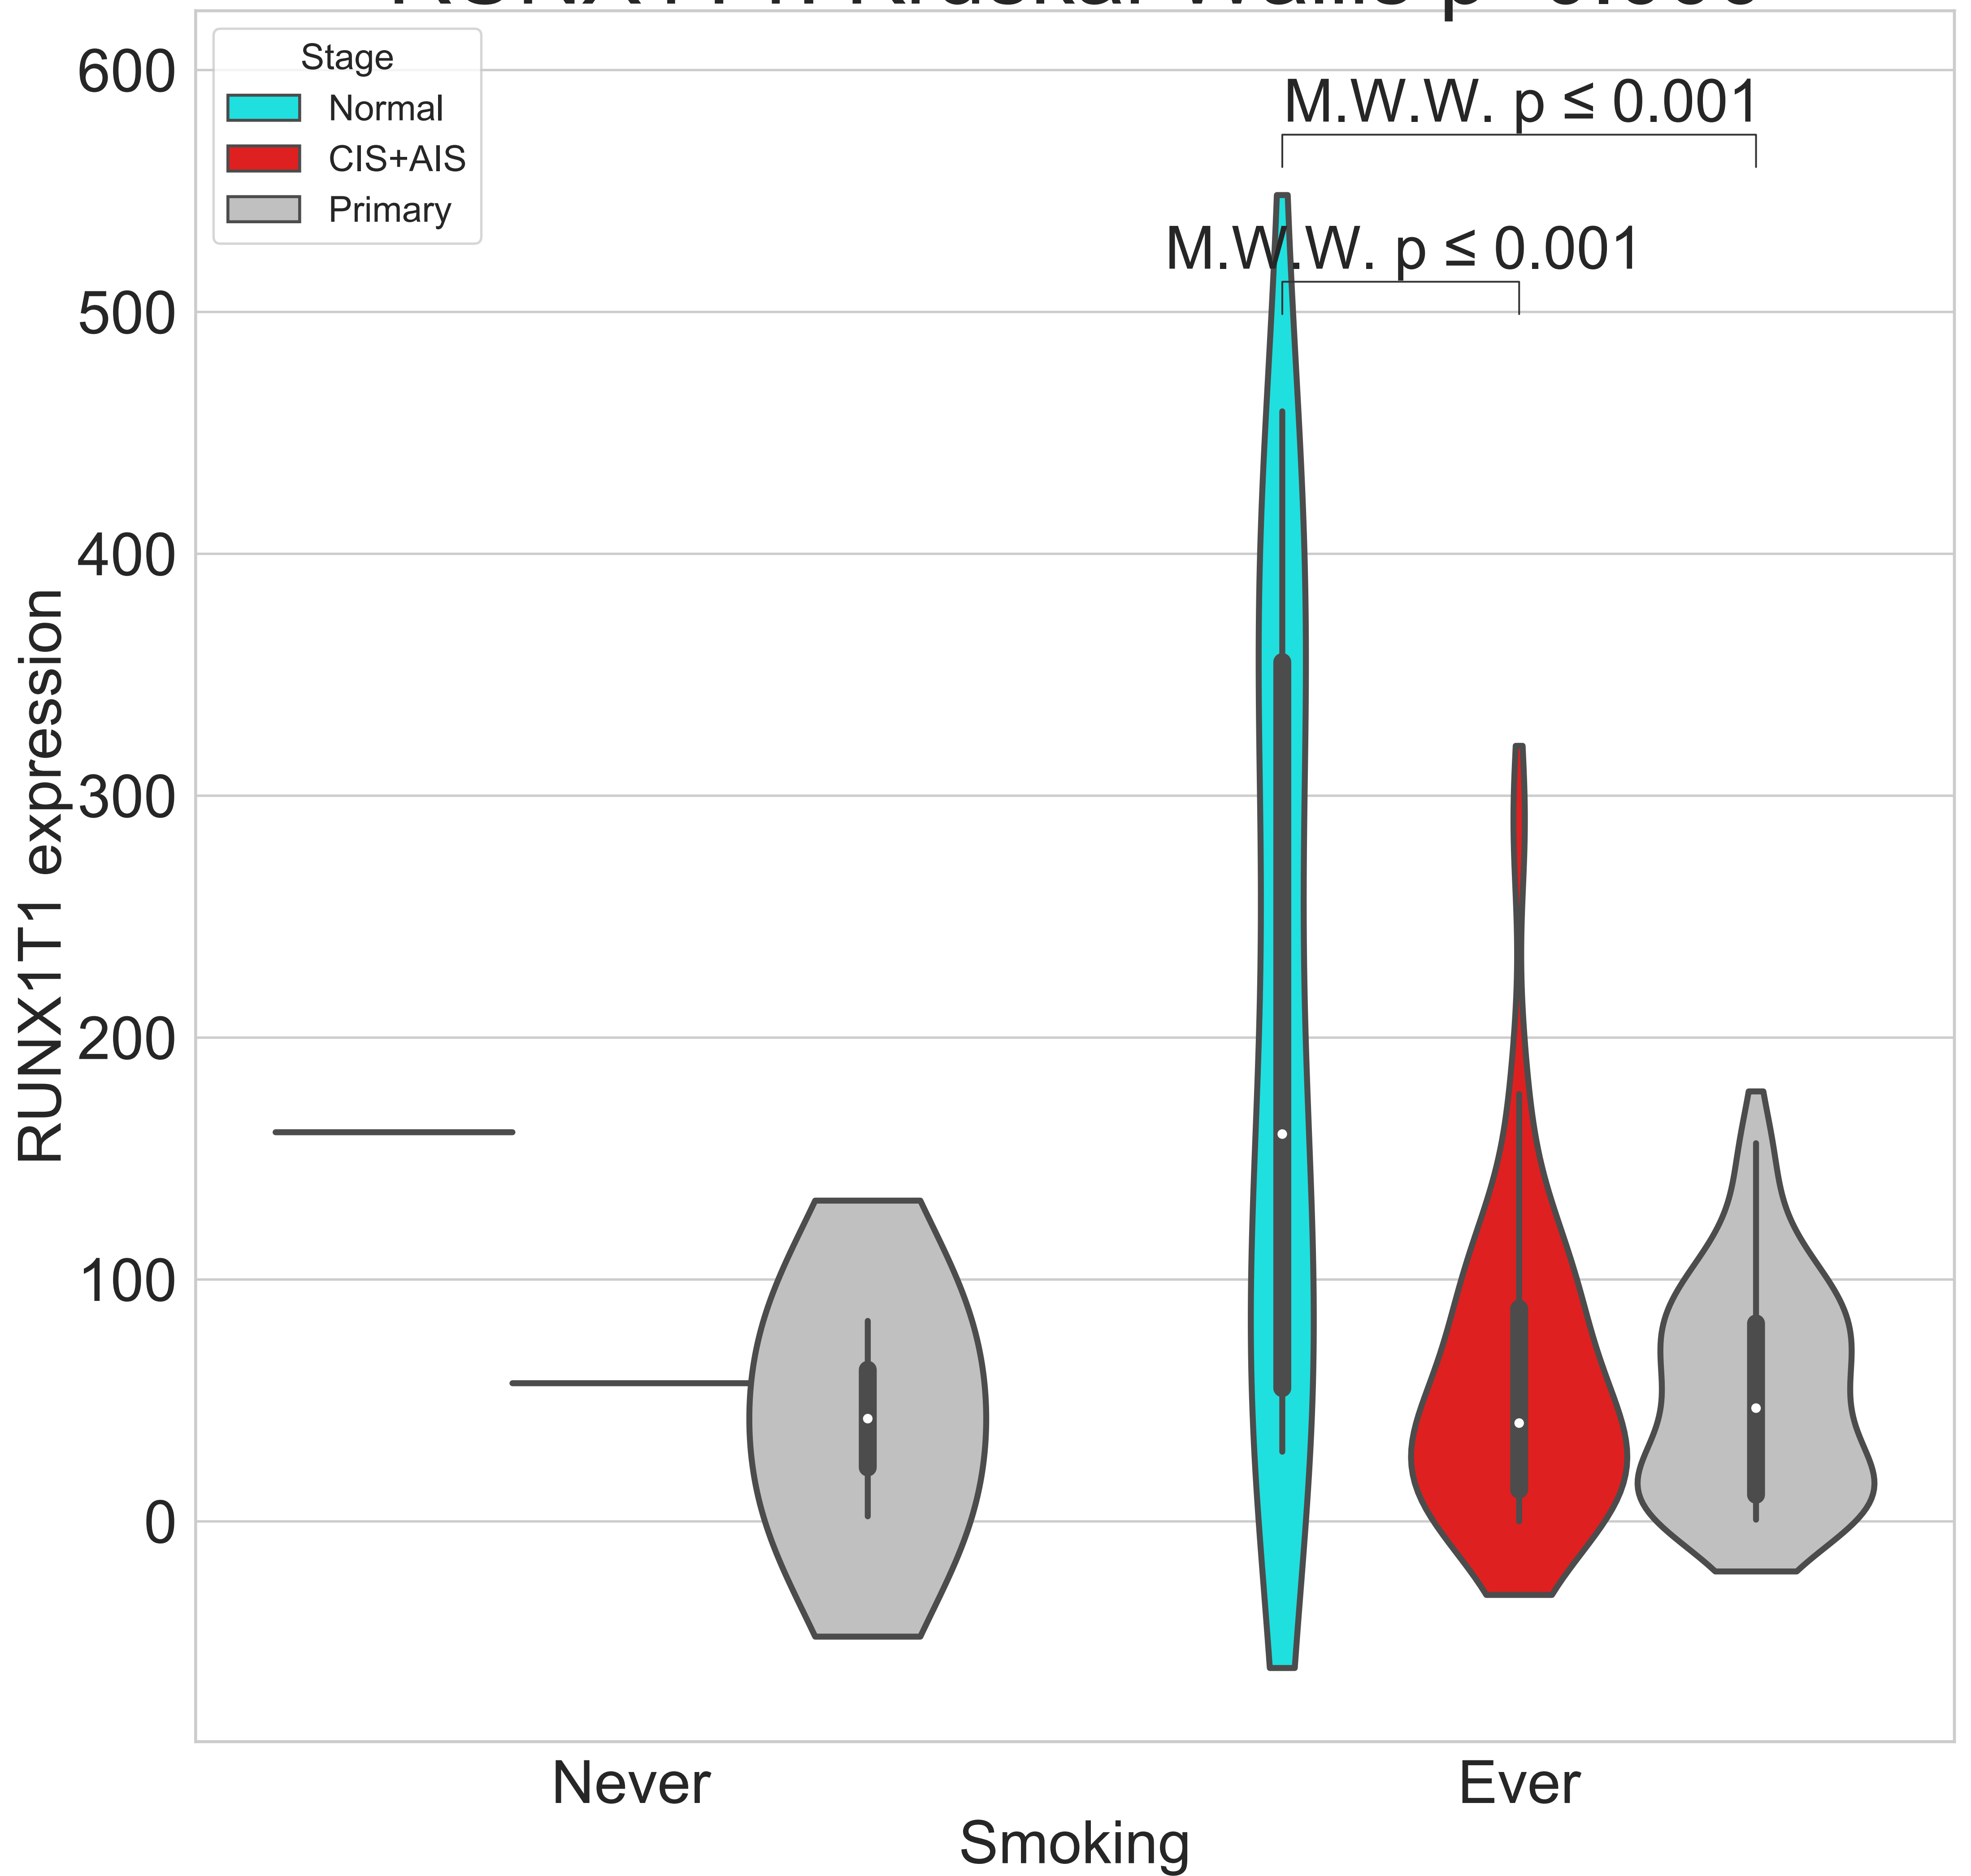 Stage
Normal
CIS+AIS
Primary
M.W.W. p ≤ 0.001
M.W.W. p ≤ 0.001
600
500
400
300
200
100
0
RUNX1T1 expression
Never
Ever
Smoking